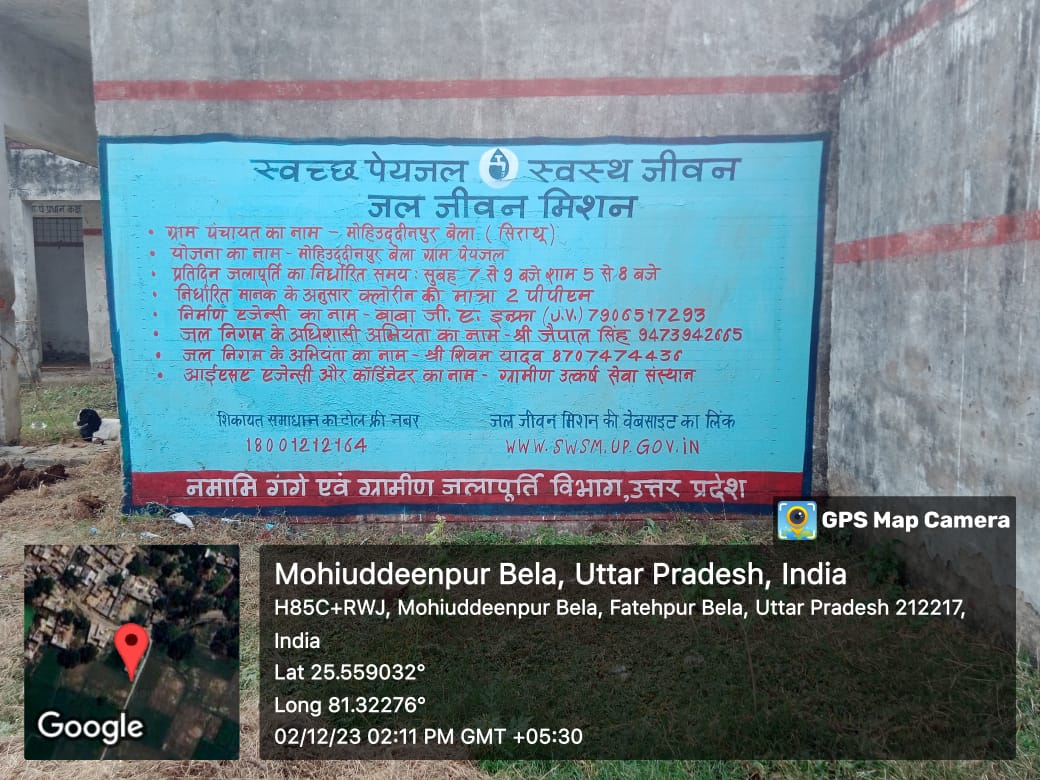 स्वच्छ पेयजल स्वस्थ जीवन
जल जीवन मिशन
• ग्राम पंचायत का नाम - मोहिउद्दीनपुर बेला (सिराथू)
• योजना का नाम - मोहिउद्दीनपुर बेला ग्राम पेयजल
• प्रतिदिन जलापूर्ति का निर्धारित समय: सुबह 7 से 9 बजे शाम 5 से 8 बजे
• निर्धारित मानक के अनुसार क्लोरीन की मात्रा 2 पीपीएम
• निर्माण एजेन्सी का नाम - बाबा जी. ए. इन्फ्रा (J.V.) 7906517293
• जल निगम के अधिशासी अभियंता का नाम - श्री जैपाल सिंह 9473942665
• जल निगम के अभियंता का नाम - श्री शिवम यादव 8707474436
• आईएसए एजेन्सी और कॉर्डिनेटर का नाम - ग्रामीण उत्कर्ष सेवा संस्थान
शिकायत समाधान का टोल फ्री नंबर
18001212164
जल जीवन मिशन की वेबसाइट का लिंक
WWW.SWSM.UP.GOV.IN
नमामि गंगे एवं ग्रामीण जलापूर्ति विभाग, उत्तर प्रदेश
GPS Map Camera
Mohiuddeenpur Bela, Uttar Pradesh, India
H85C+RWJ, Mohiuddeenpur Bela, Fatehpur Bela, Uttar Pradesh 212217,
India
Lat 25.559032°
Long 81.32276°
02/12/23 02:11 PM GMT +05:30
Google